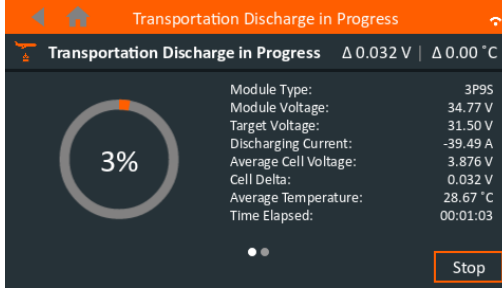 Transportation Discharge in Progress
Transportation Discharge in Progress Δ 0.032 V | Δ 0.00 ˚C
Module Type: 3P9S
Module Voltage: 34.77 V
Target Voltage: 31.50 V
Discharging Current: -39.49 A
3% Average Cell Voltage: 3.876 V
Cell Delta: 0.032 V
Average Temperature: 28.67 ˚C
Time Elapsed: 00:01:03
Stop